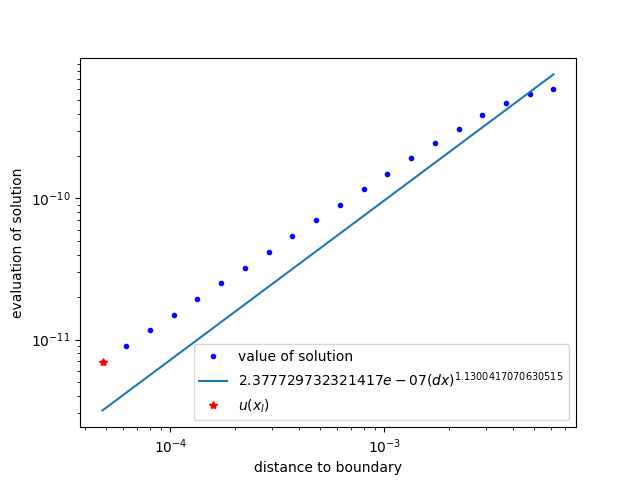 evaluation of solution
10⁻¹⁰
10⁻¹¹
value of solution
2.377729732321417e − 07(dx)^1.1300417070630515
u(x_l)
10⁻⁴
10⁻³
distance to boundary